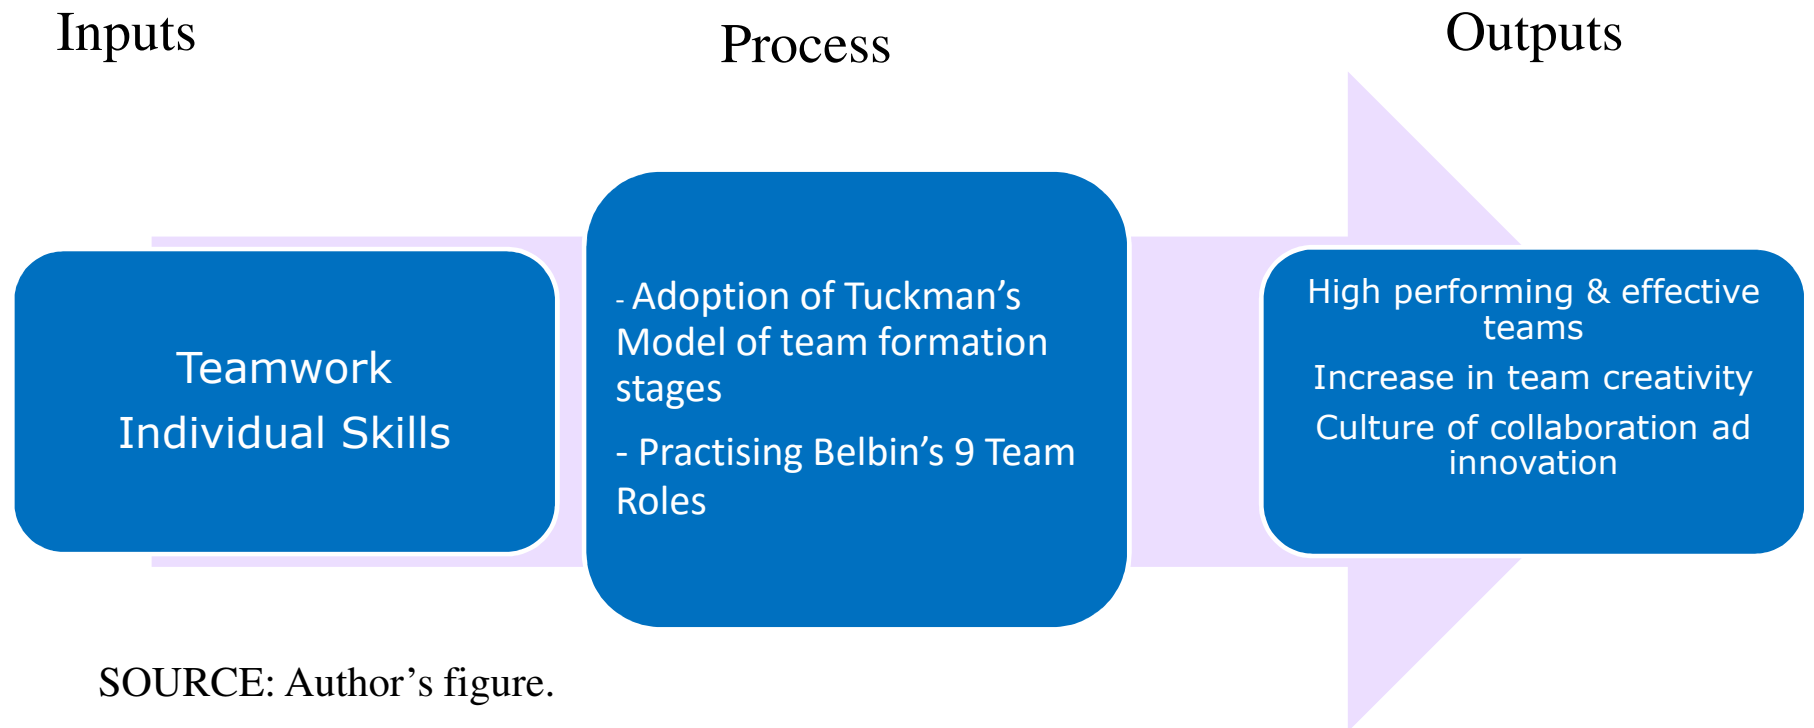 Inputs
Process
Outputs
Teamwork
Individual Skills
- Adoption of Tuckman’s
Model of team formation
stages
- Practising Belbin’s 9 Team
Roles
High performing & effective
teams
Increase in team creativity
Culture of collaboration ad
innovation
SOURCE: Author’s figure.